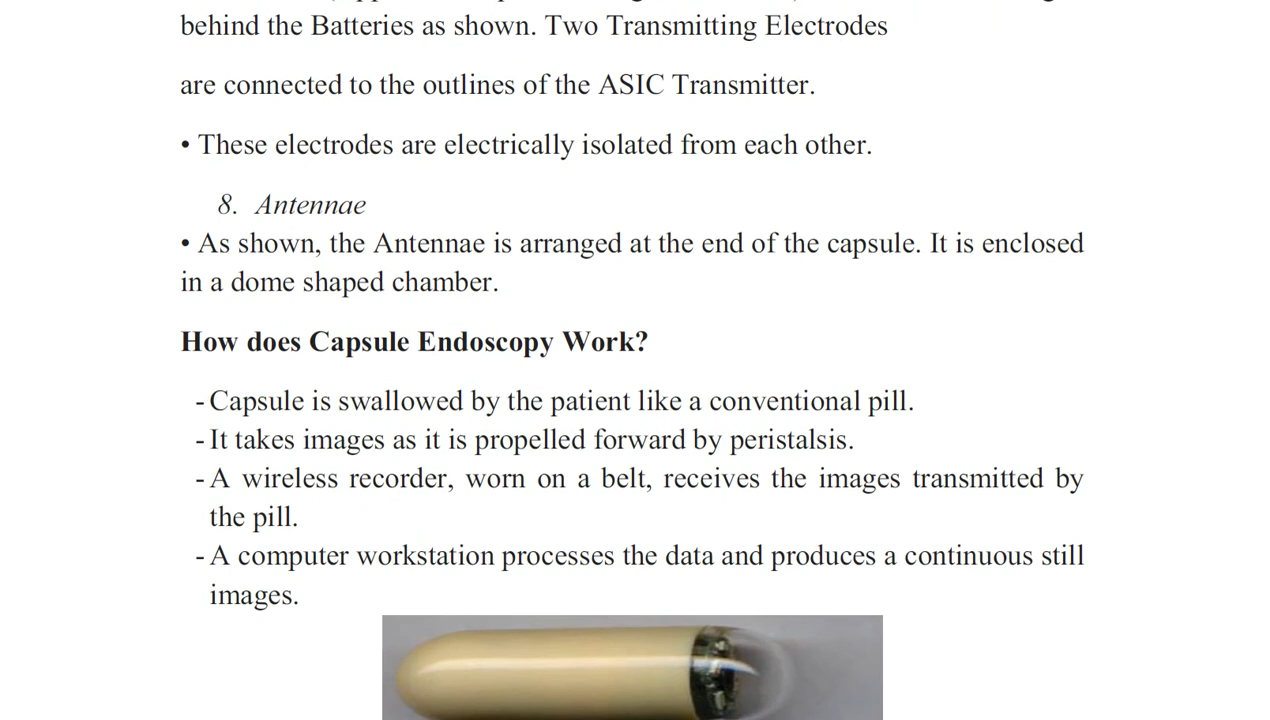 behind the Batteries as shown. Two Transmitting Electrodes
are connected to the outlines of the ASIC Transmitter.
• These electrodes are electrically isolated from each other.
8. Antennae
• As shown, the Antennae is arranged at the end of the capsule. It is enclosed
in a dome shaped chamber.
How does Capsule Endoscopy Work?
- Capsule is swallowed by the patient like a conventional pill.
- It takes images as it is propelled forward by peristalsis.
- A wireless recorder, worn on a belt, receives the images transmitted by
the pill.
- A computer workstation processes the data and produces a continuous still
images.